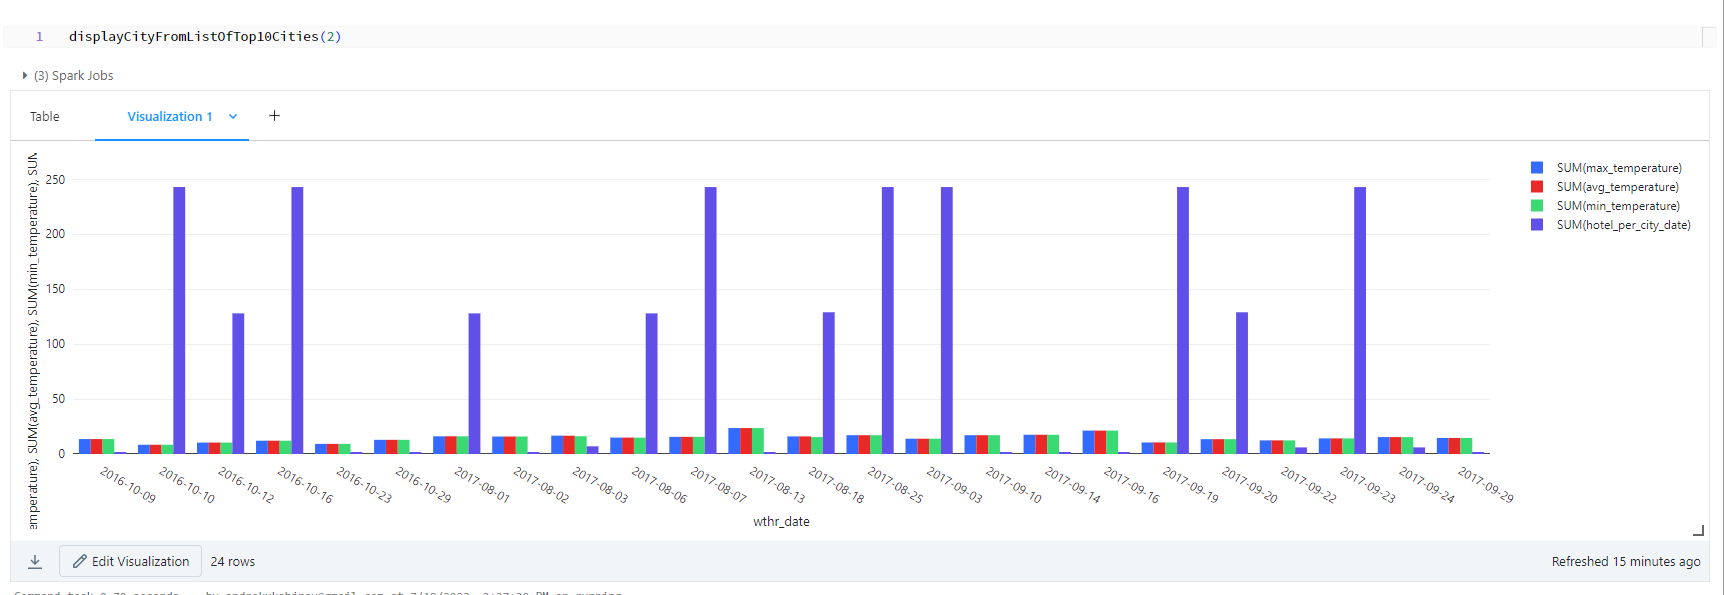 1 displayCityFromListOfTop10Cities(2)
(3) Spark Jobs
Table Visualization 1 +
emperature), SUM(avg_temperature), SUM(min_temperature), SUM
250
200
150
100
50
0
2016-10-09 2016-10-10 2016-10-12 2016-10-16 2016-10-23 2016-10-29 2017-08-01 2017-08-02 2017-08-03 2017-08-06 2017-08-07 2017-08-13 2017-08-18 2017-08-25 2017-09-03 2017-09-10 2017-09-14 2017-09-16 2017-09-19 2017-09-20 2017-09-22 2017-09-23 2017-09-24 2017-09-29
wthr_date
SUM(max_temperature)
SUM(avg_temperature)
SUM(min_temperature)
SUM(hotel_per_city_date)
Edit Visualization 24 rows Refreshed 15 minutes ago